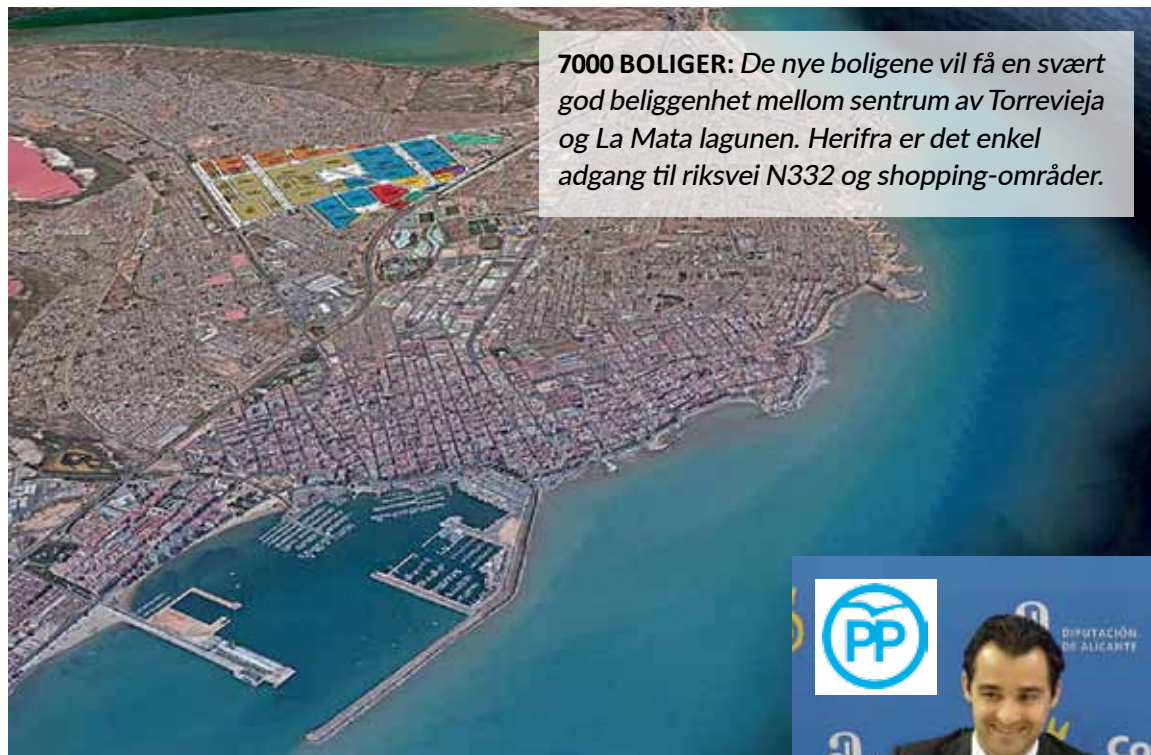 7000 BOLIGER: De nye boligene vil få en svært
god beliggenhet mellom sentrum av Torrevieja
og La Mata lagunen. Herifra er det enkel
adgang til riksvei N332 og shopping-områder.
PP
DIPUTACIÓN
DE ALICANTE
Co